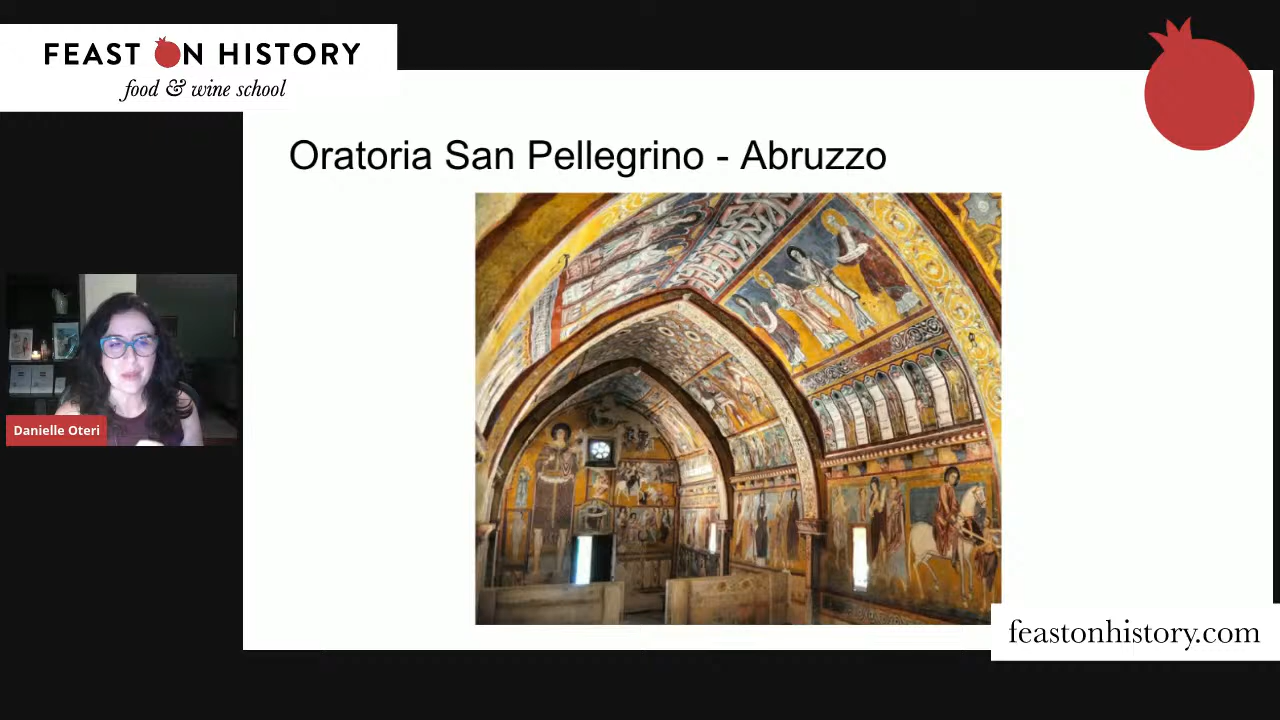 FEAST ON HISTORY
food & wine school
Oratoria San Pellegrino - Abruzzo
Danielle Oteri
feastonhistory.com